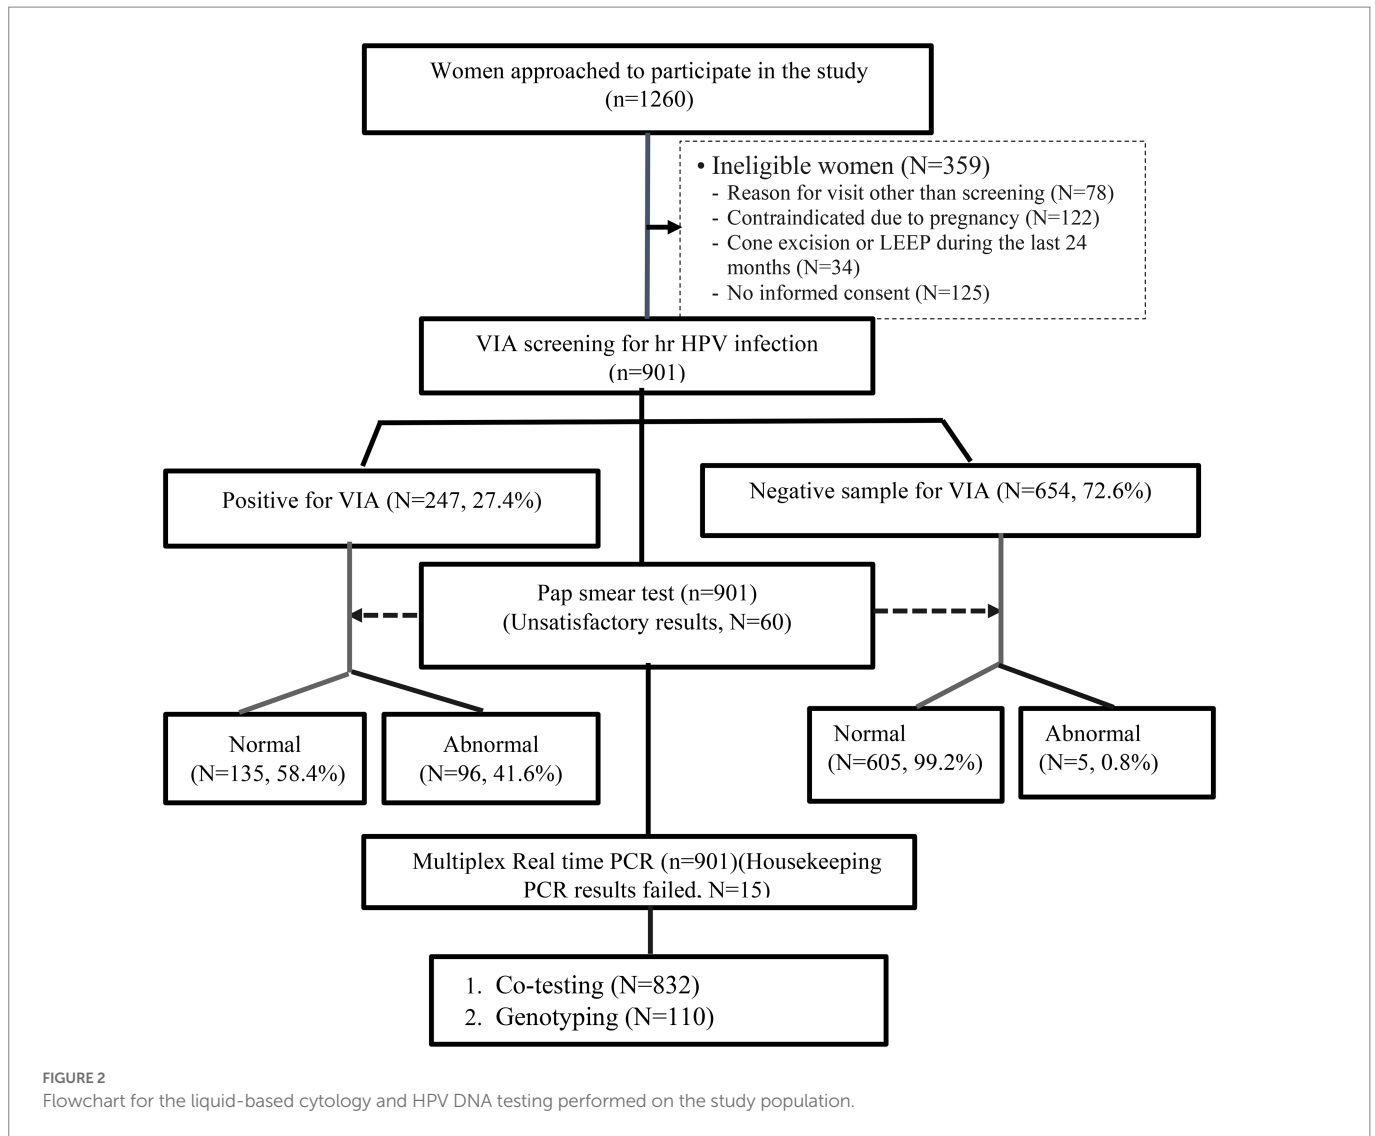 Women approached to participate in the study
(n=1260)
• Ineligible women (N=359)
- Reason for visit other than screening (N=78)
- Contraindicated due to pregnancy (N=122)
- Cone excision or LEEP during the last 24
months (N=34)
- No informed consent (N=125)
VIA screening for hr HPV infection
(n=901)
Positive for VIA (N=247, 27.4%)
Negative sample for VIA (N=654, 72.6%)
Pap smear test (n=901)
(Unsatisfactory results, N=60)
Normal
(N=135, 58.4%)
Abnormal
(N=96, 41.6%)
Normal
(N=605, 99.2%)
Abnormal
(N=5, 0.8%)
Multiplex Real time PCR (n=901)(Housekeeping
PCR results failed, N=15)
1. Co-testing (N=832)
2. Genotyping (N=110)
FIGURE 2
Flowchart for the liquid-based cytology and HPV DNA testing performed on the study population.